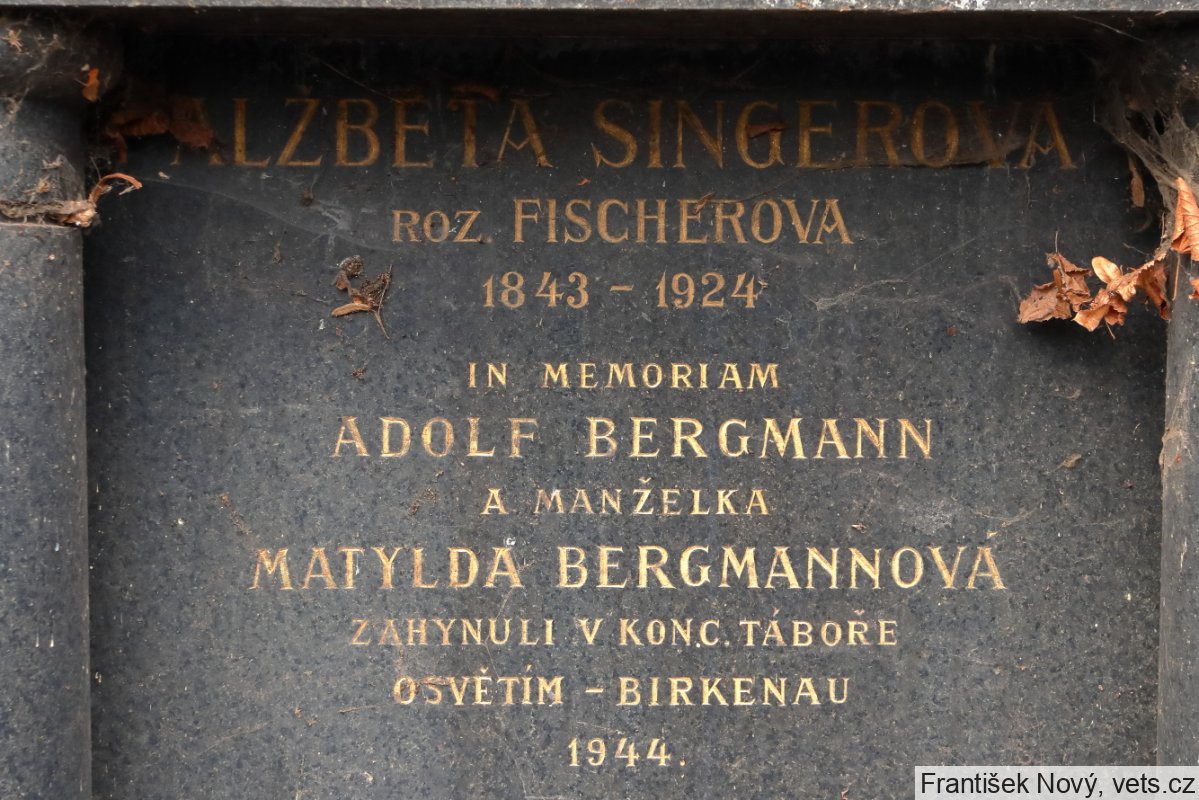 ALŽBĚTA SINGEROVÁ
ROZ. FISCHEROVÁ
1843 - 1924
IN MEMORIAM
ADOLF BERGMANN
A MANŽELKA
MATYLDA BERGMANNOVÁ
ZAHYNULI V KONC. TÁBOŘE
OSVĚTÍM - BIRKENAU
1944.
František Nový, vets.cz